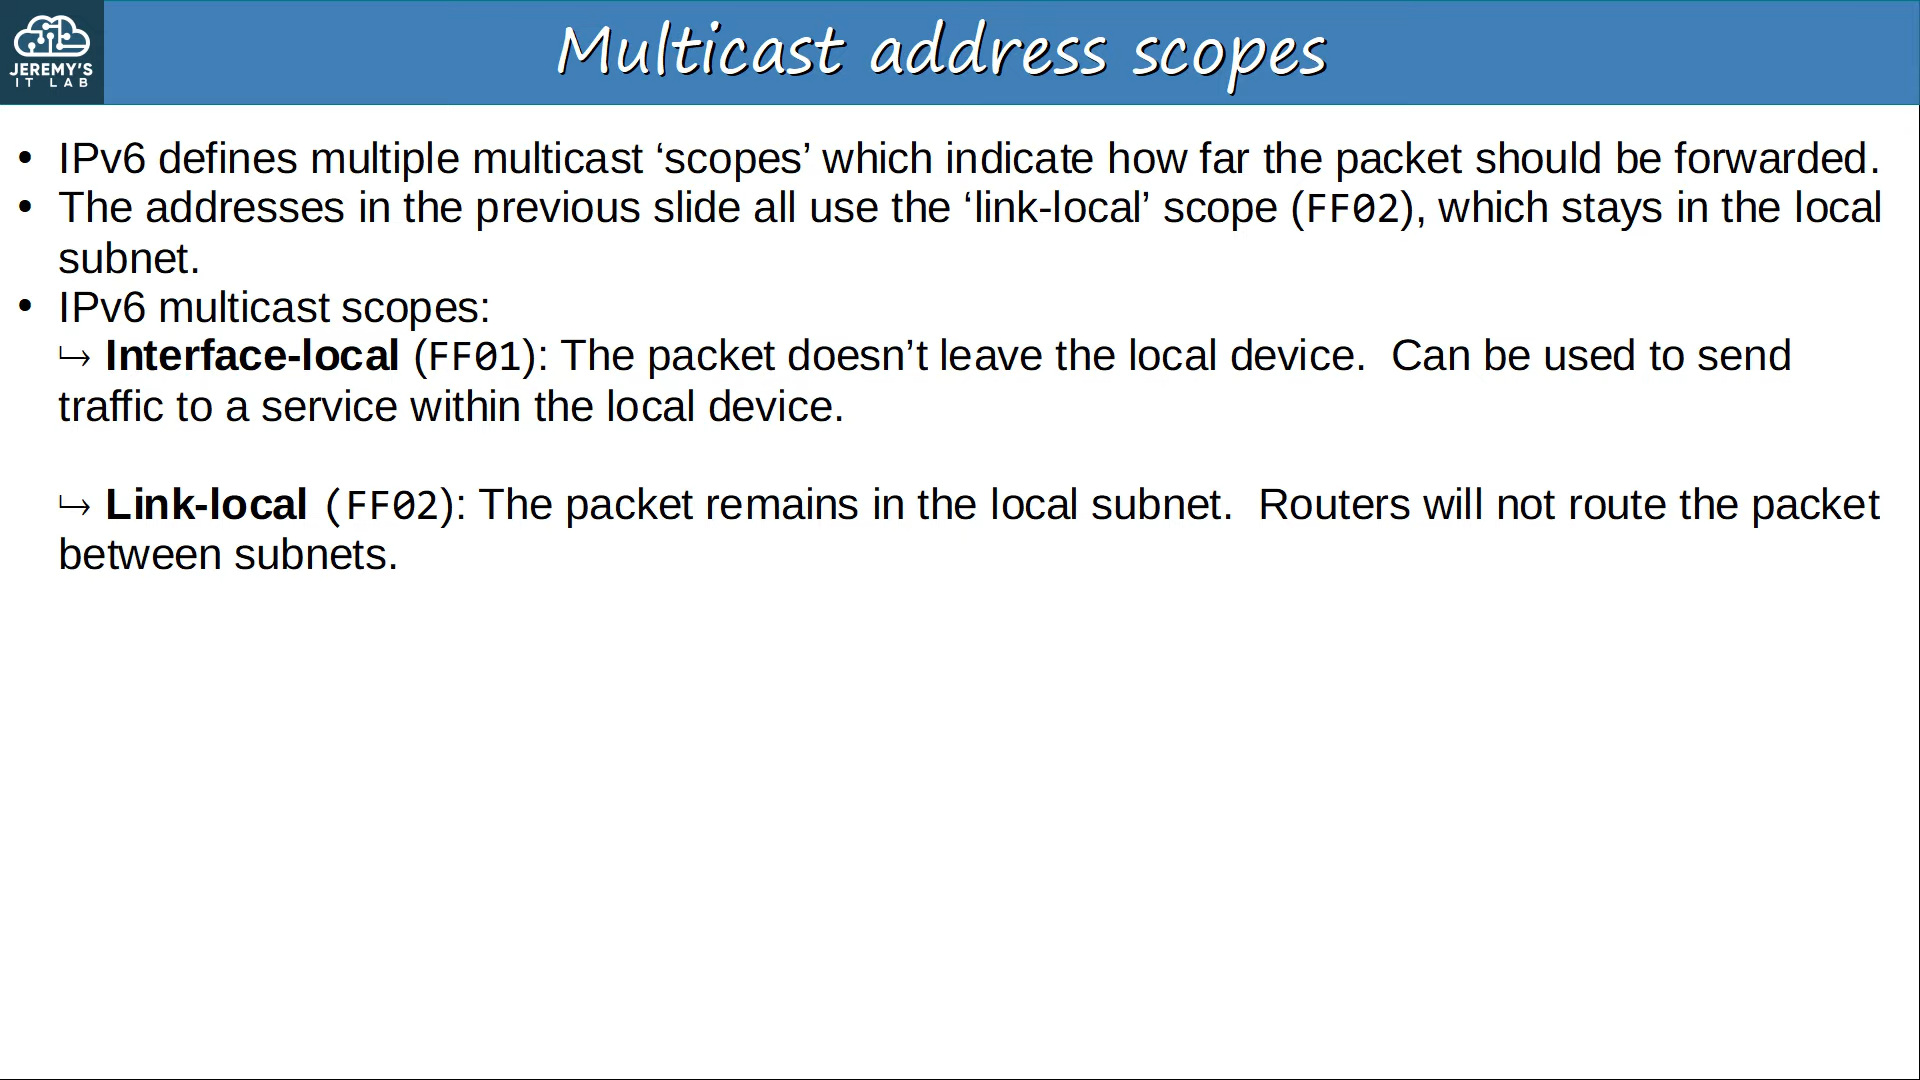 JEREMY'S
IT LAB
Multicast address scopes
• IPv6 defines multiple multicast ‘scopes’ which indicate how far the packet should be forwarded.
• The addresses in the previous slide all use the ‘link-local’ scope (FF02), which stays in the local
subnet.
• IPv6 multicast scopes:
↪ Interface-local (FF01): The packet doesn’t leave the local device.  Can be used to send
traffic to a service within the local device.
↪ Link-local (FF02): The packet remains in the local subnet.  Routers will not route the packet
between subnets.